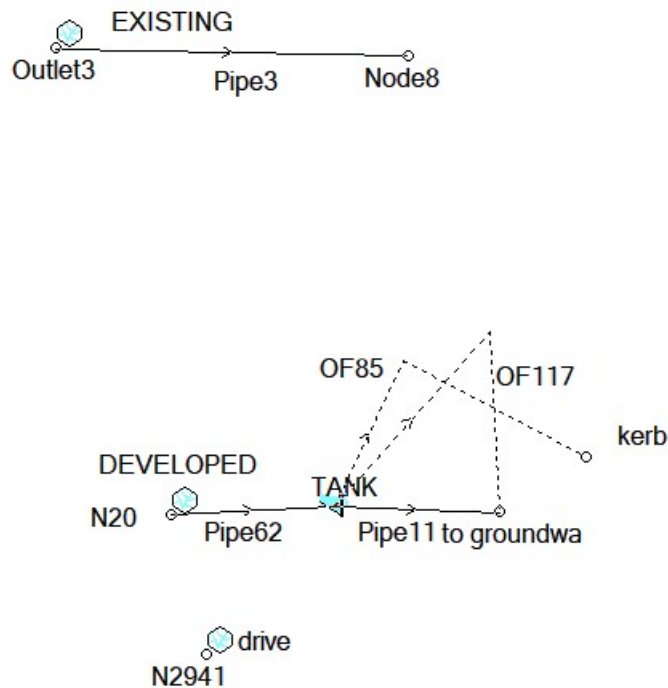 EXISTING
Outlet3
Pipe3
Node8
OF85
OF117
kerb
DEVELOPED
TANK
N20
Pipe62
Pipe11
to groundwa
drive
N2941